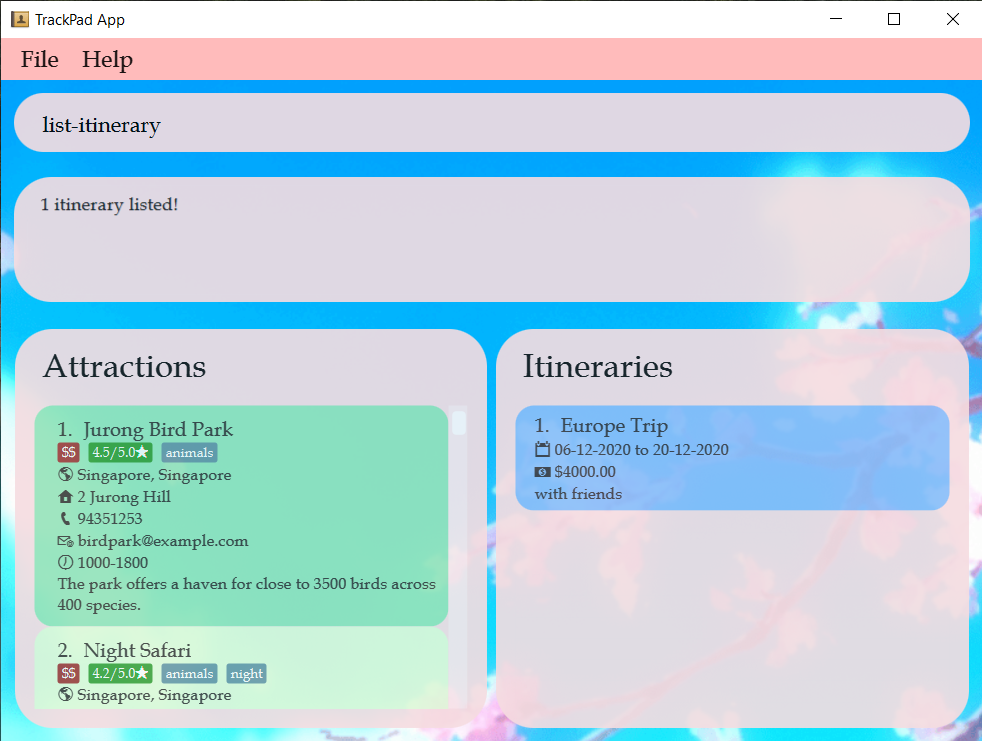 TrackPad App
File Help
list-itinerary
1 itinerary listed!
Attractions
1. Jurong Bird Park
$$ 4.5/5.0★ animals
Singapore, Singapore
2 Jurong Hill
94351253
birdpark@example.com
1000-1800
The park offers a haven for close to 3500 birds across
400 species.
2. Night Safari
$$ 4.2/5.0★ animals night
Singapore, Singapore
Itineraries
1. Europe Trip
06-12-2020 to 20-12-2020
$4000.00
with friends